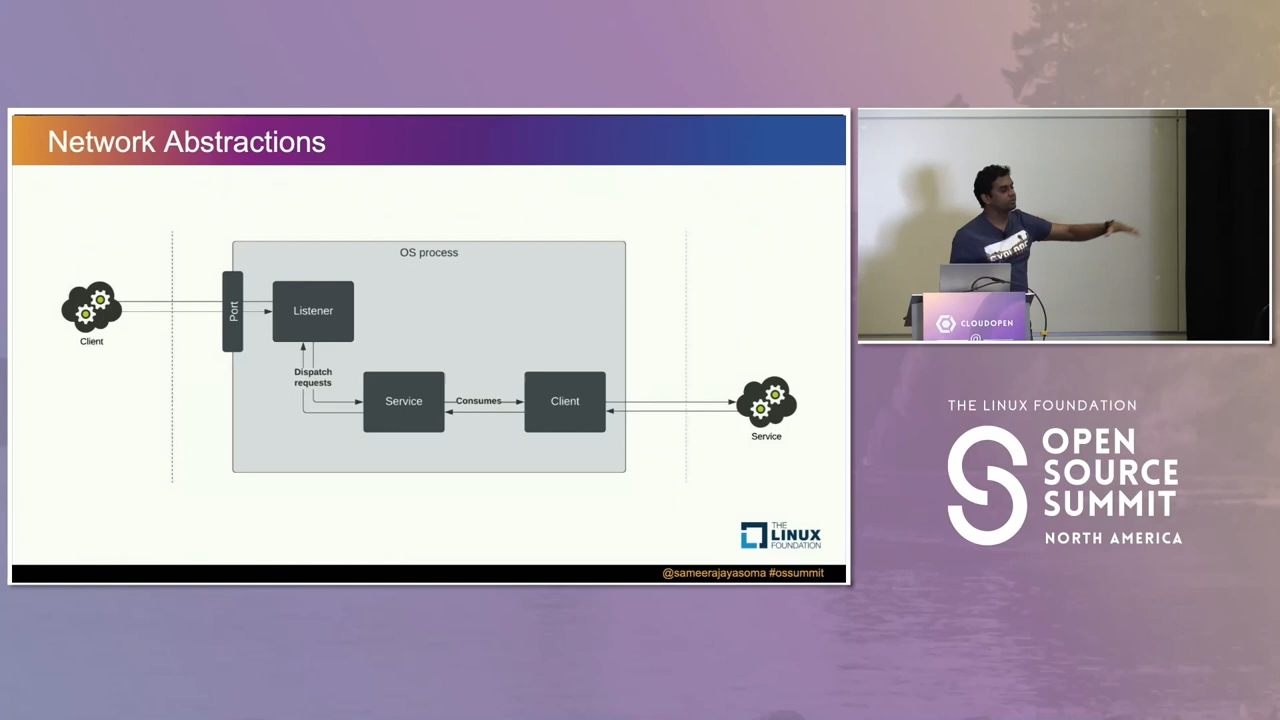 Network Abstractions
OS process
Client
Port
Listener
Dispatch
requests
Service
Consumes
Client
Service
THE
LINUX
FOUNDATION
@sameerajayasoma #ossummit
CLOUDOPEN
THE LINUX FOUNDATION
OPEN
SOURCE
SUMMIT
NORTH AMERICA